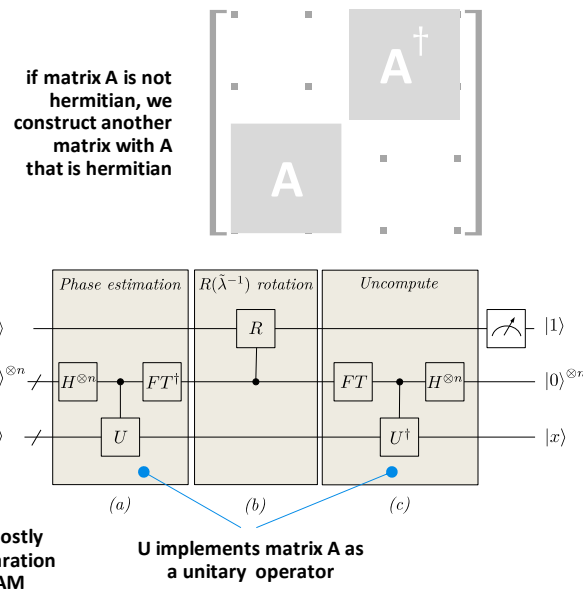 if matrix A is not
hermitian, we
construct another
matrix with A
that is hermitian
A†
A
Phase estimation
R(λ̃⁻¹) rotation
Uncompute
⟩
R
|1⟩
⟩⊗n
H⊗n
FT†
FT
H⊗n
|0⟩⊗n
⟩
U
U†
|x⟩
(a)
(b)
(c)
U implements matrix A as
a unitary operator